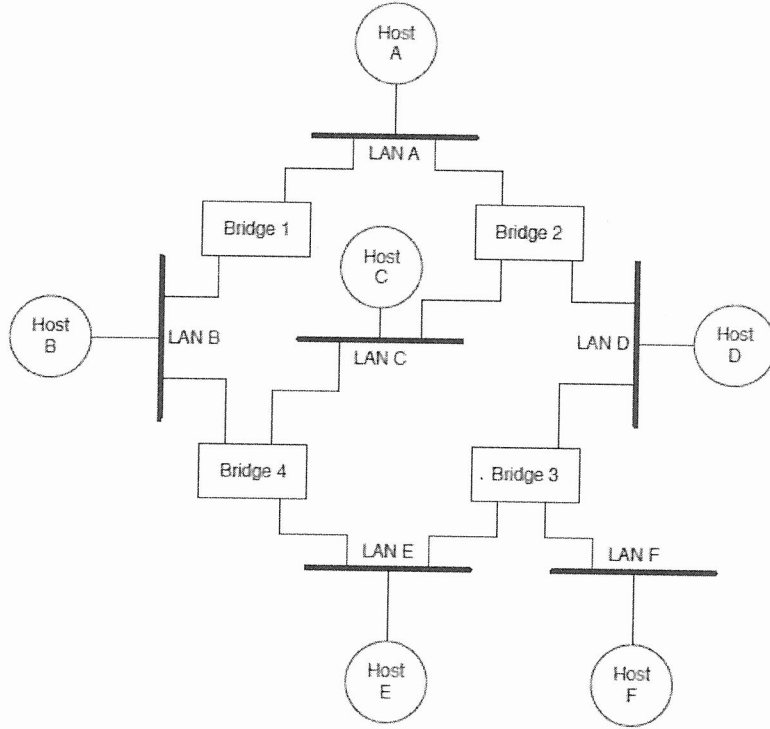 Host
A
LAN A
Bridge 1
Bridge 2
Host
C
Host
B
LAN B
LAN C
LAN D
Host
D
Bridge 4
Bridge 3
LAN E
LAN F
Host
E
Host
F